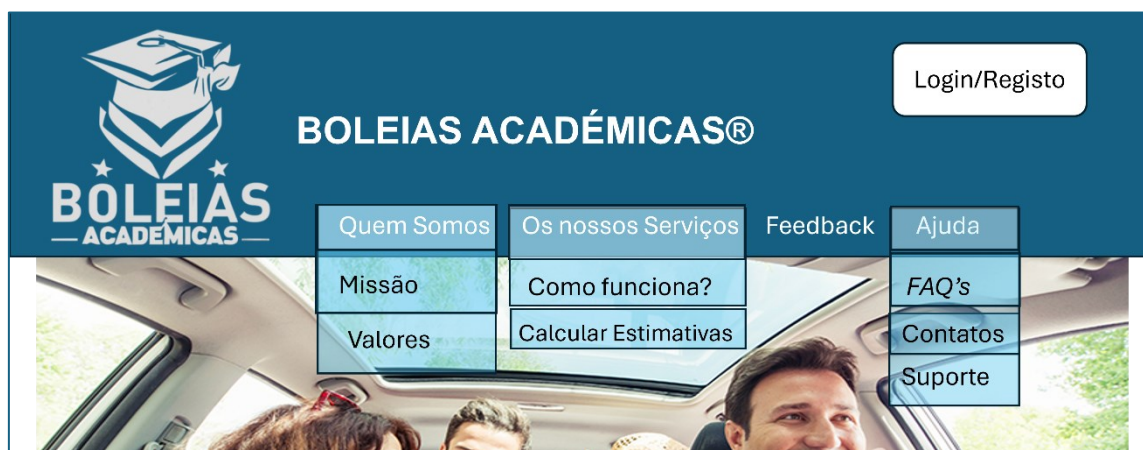 Login/Registo
BOLEIAS ACADÉMICAS®
BOLEIAS
ACADÉMICAS
Quem Somos
Os nossos Serviços
Feedback
Ajuda
Missão
Valores
Como funciona?
Calcular Estimativas
FAQ’s
Contatos
Suporte